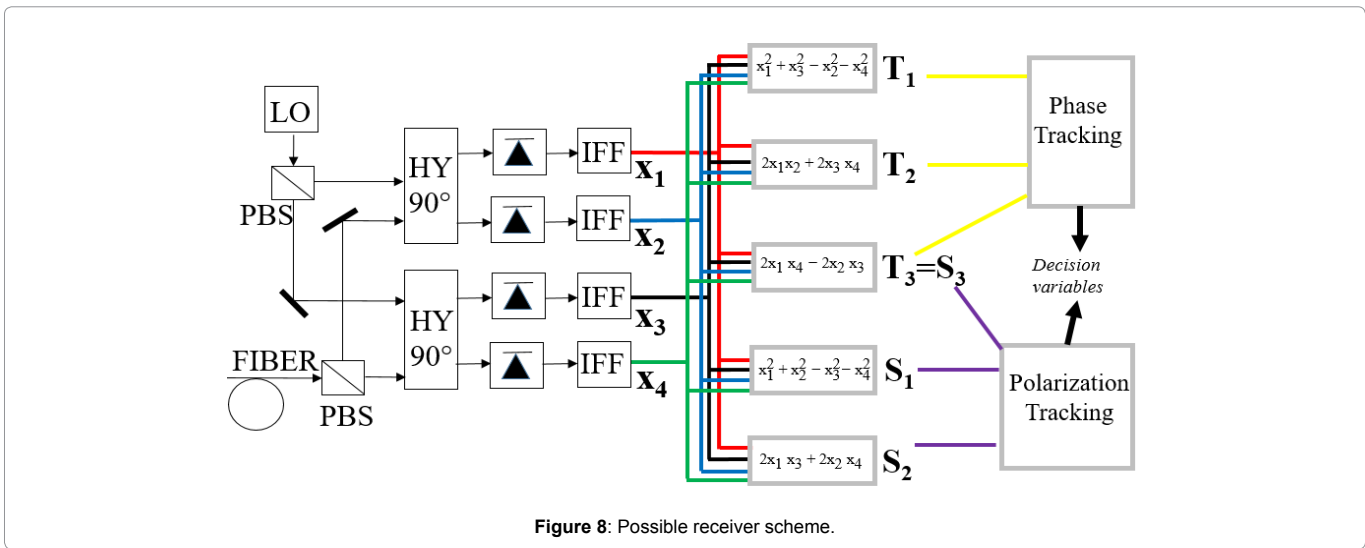 LO
PBS
HY
90°
IFF
x₁
IFF
x₂
HY
90°
IFF
x₃
IFF
x₄
FIBER
PBS
x₁² + x₃² − x₂² − x₄²
T₁
2x₁x₂ + 2x₃ x₄
T₂
2x₁ x₄ − 2x₂ x₃
T₃=S₃
x₁² + x₂² − x₃² − x₄²
S₁
2x₁ x₃ + 2x₂ x₄
S₂
Phase
Tracking
Decision
variables
Polarization
Tracking
Figure 8: Possible receiver scheme.